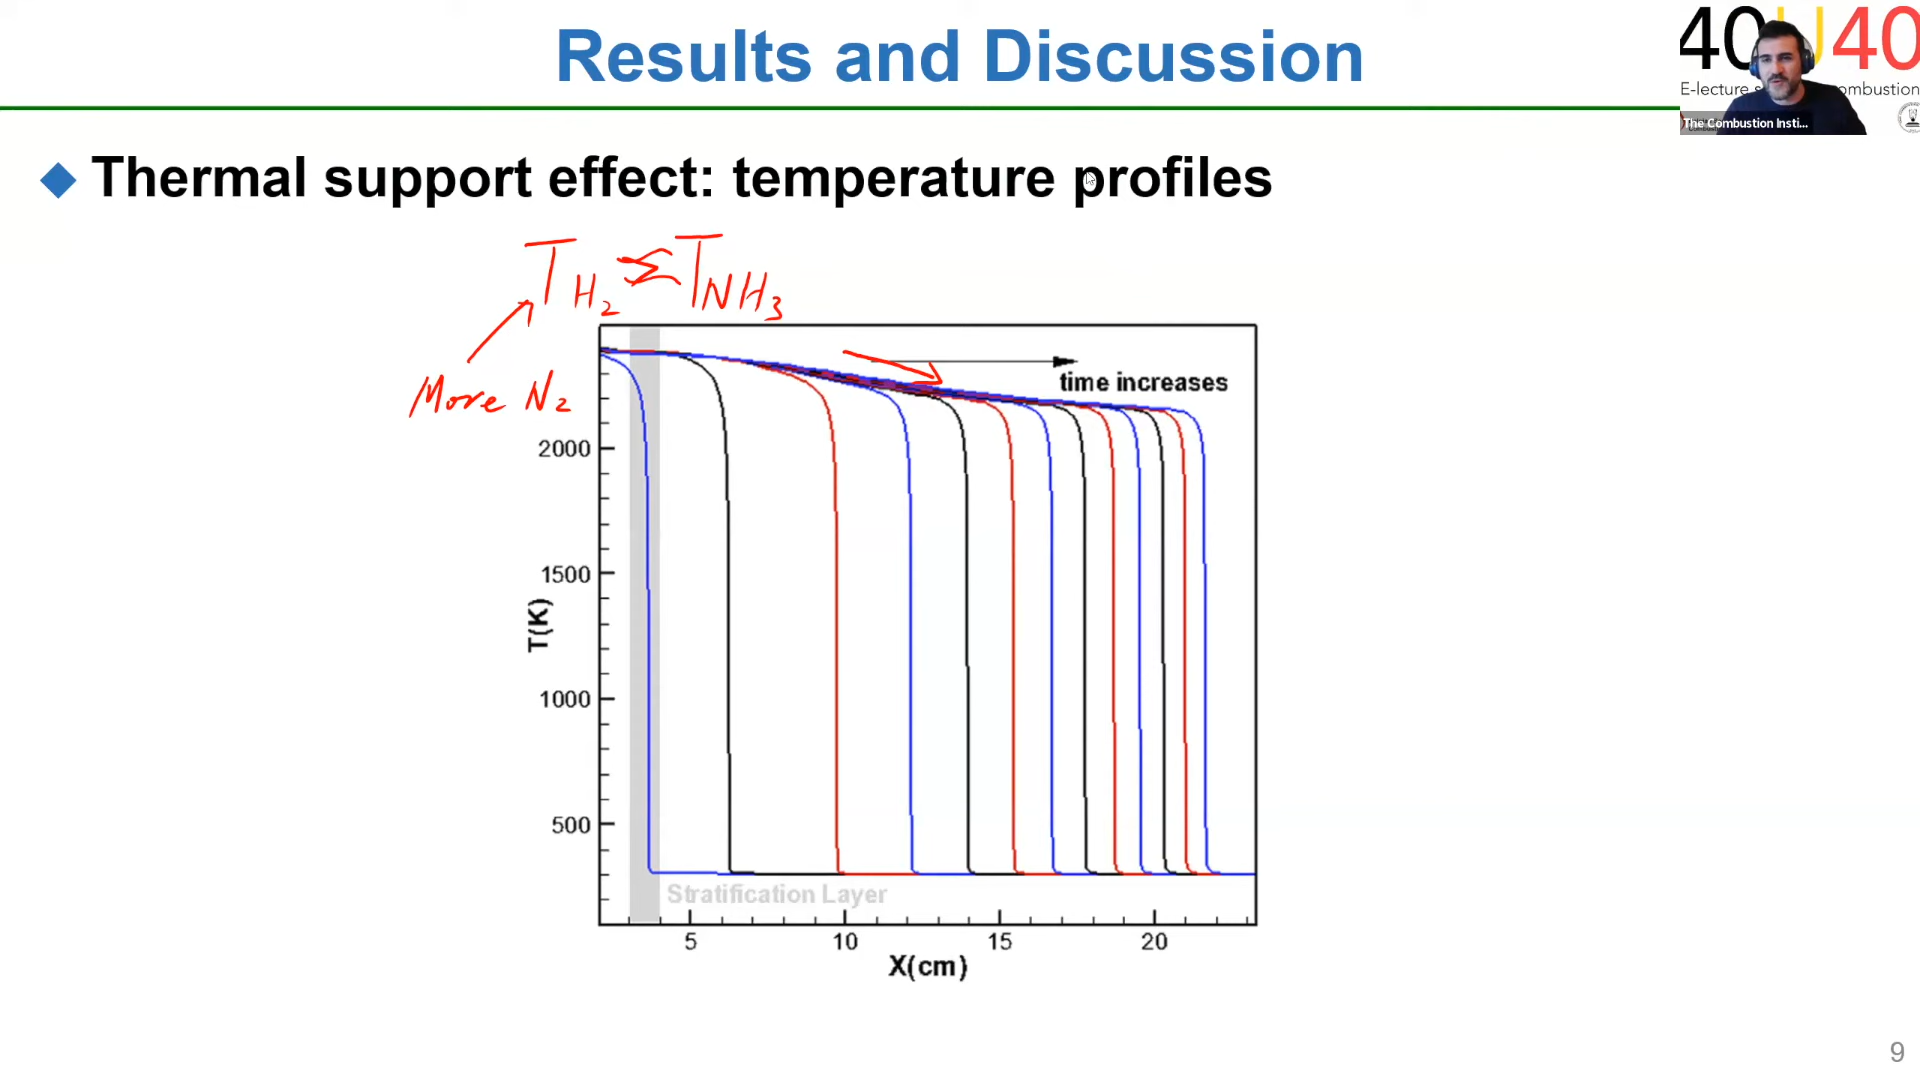 Results and Discussion
40U40
E-lecture s ombustion
The Combustion Insti...
Thermal support effect: temperature profiles
T H2 ≈ T NH3
More N2
time increases
2000
1500
1000
500
T(K)
Stratification Layer
5 10 15 20
X(cm)
9